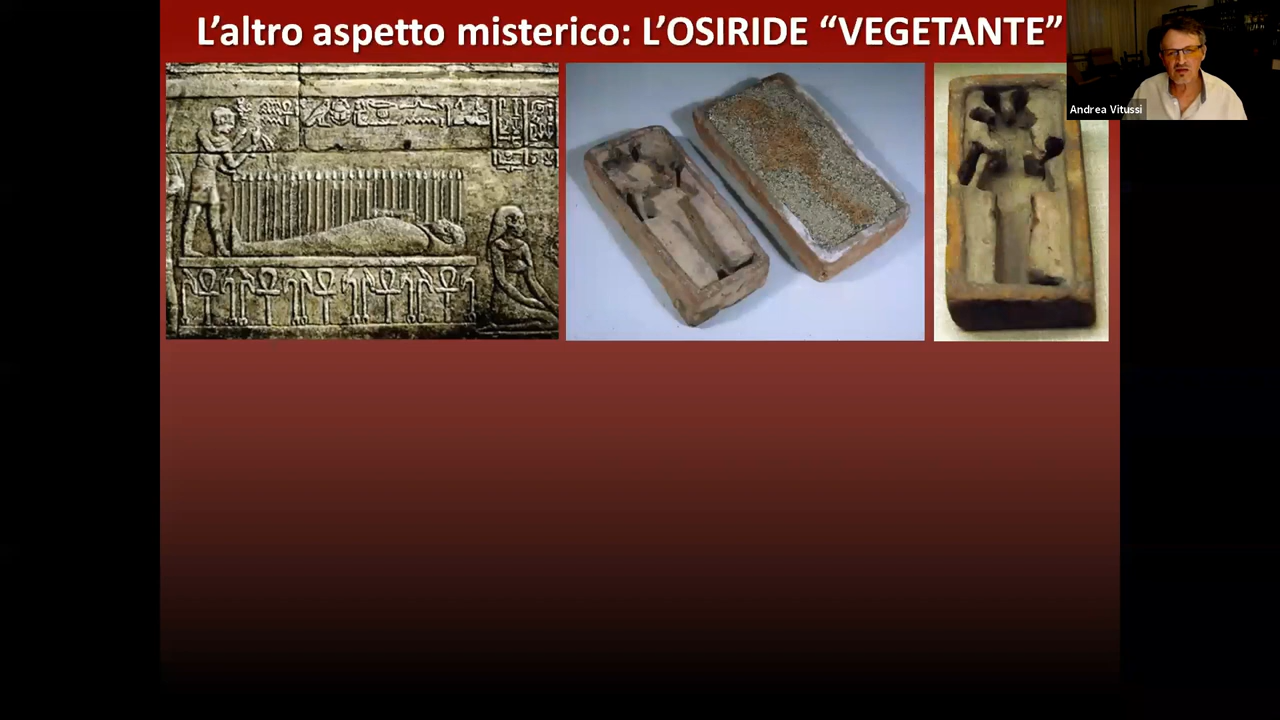 L’altro aspetto misterico: L’OSIRIDE “VEGETANTE”
Andrea Vitussi